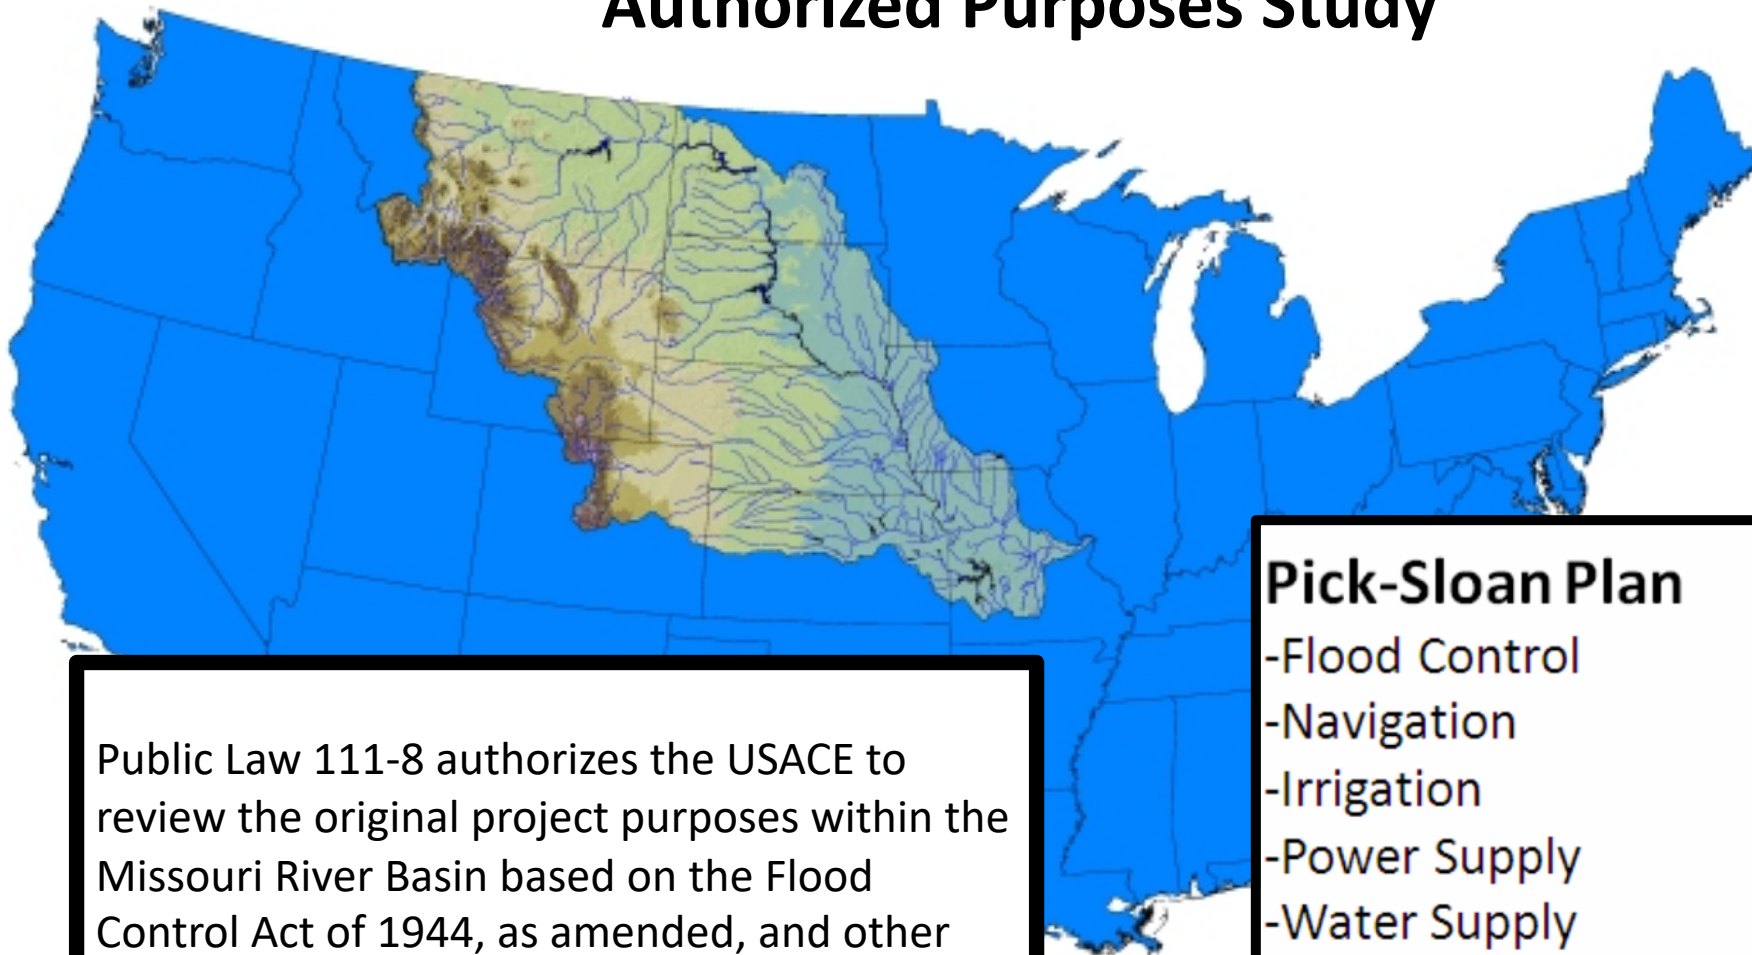 Authorized Purposes Study
Pick-Sloan Plan
-Flood Control
-Navigation
-Irrigation
-Power Supply
-Water Supply
Public Law 111-8 authorizes the USACE to
review the original project purposes within the
Missouri River Basin based on the Flood
Control Act of 1944, as amended, and other